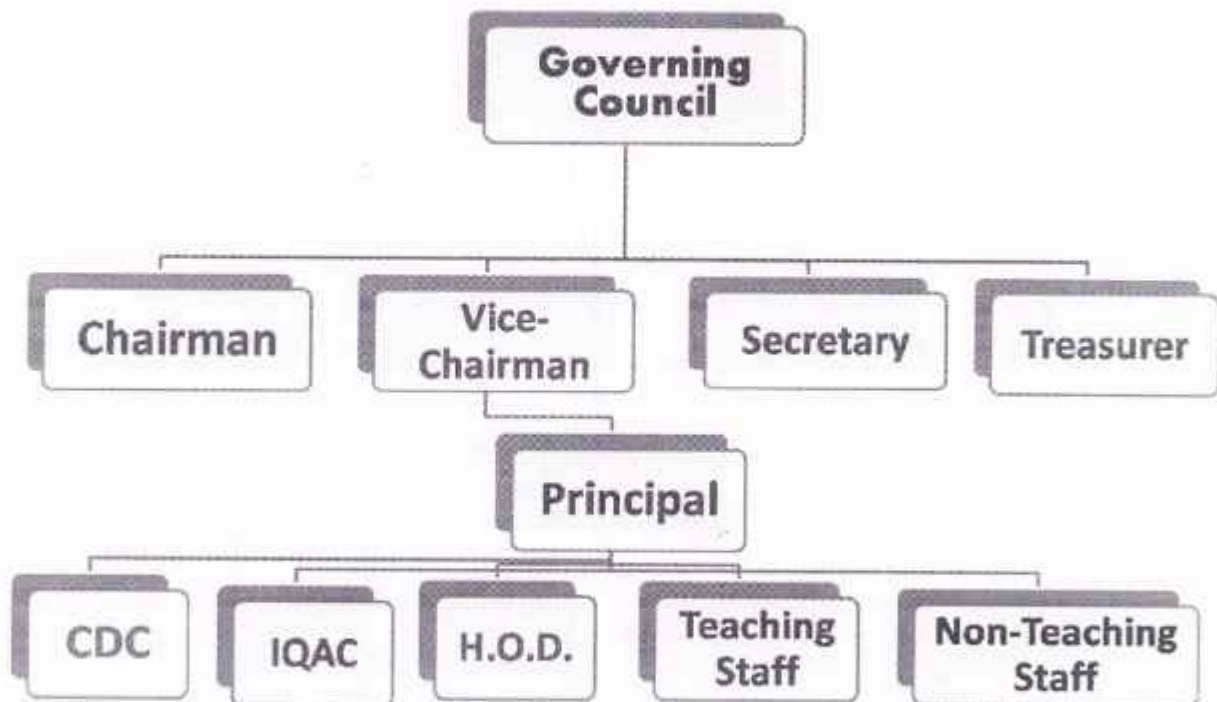 Governing
Council
Chairman
Vice-
Chairman
Secretary
Treasurer
Principal
CDC
IQAC
H.O.D.
Teaching
Staff
Non-Teaching
Staff